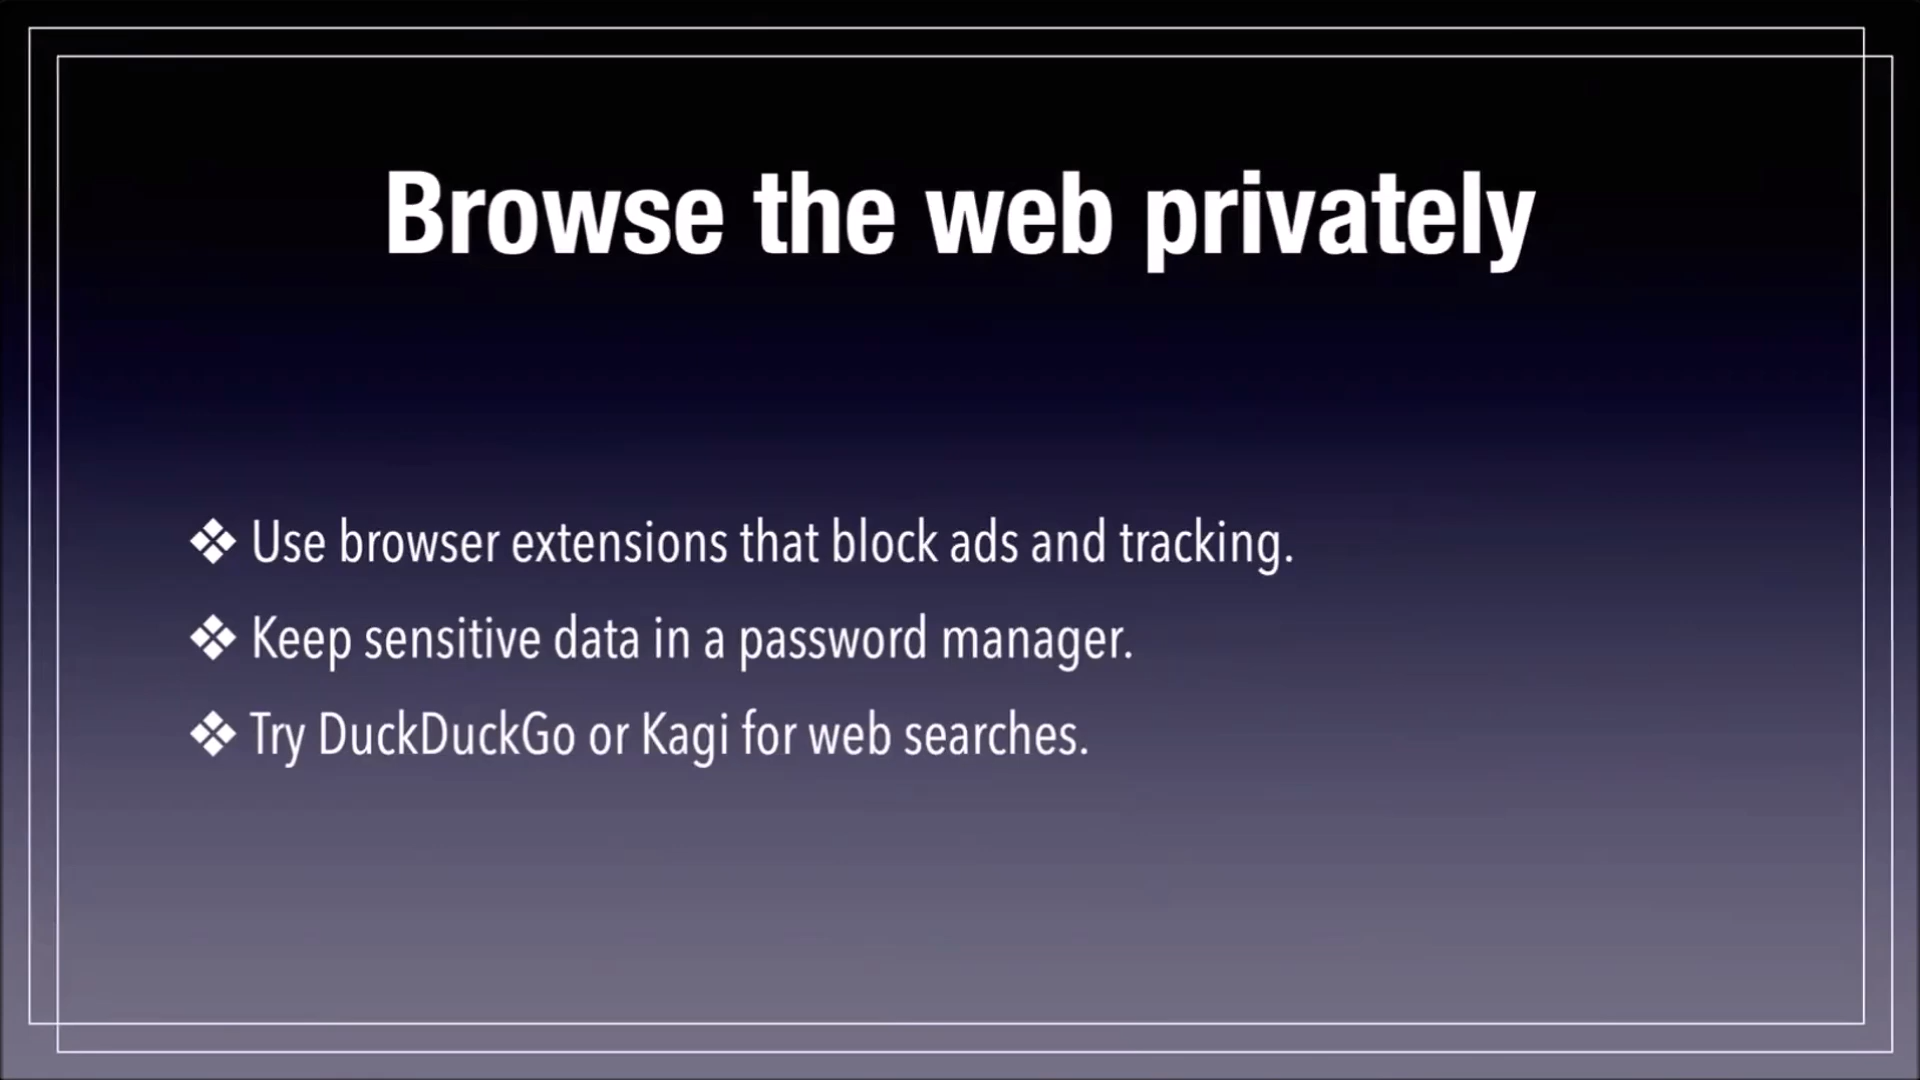 Browse the web privately
❖ Use browser extensions that block ads and tracking.
❖ Keep sensitive data in a password manager.
❖ Try DuckDuckGo or Kagi for web searches.